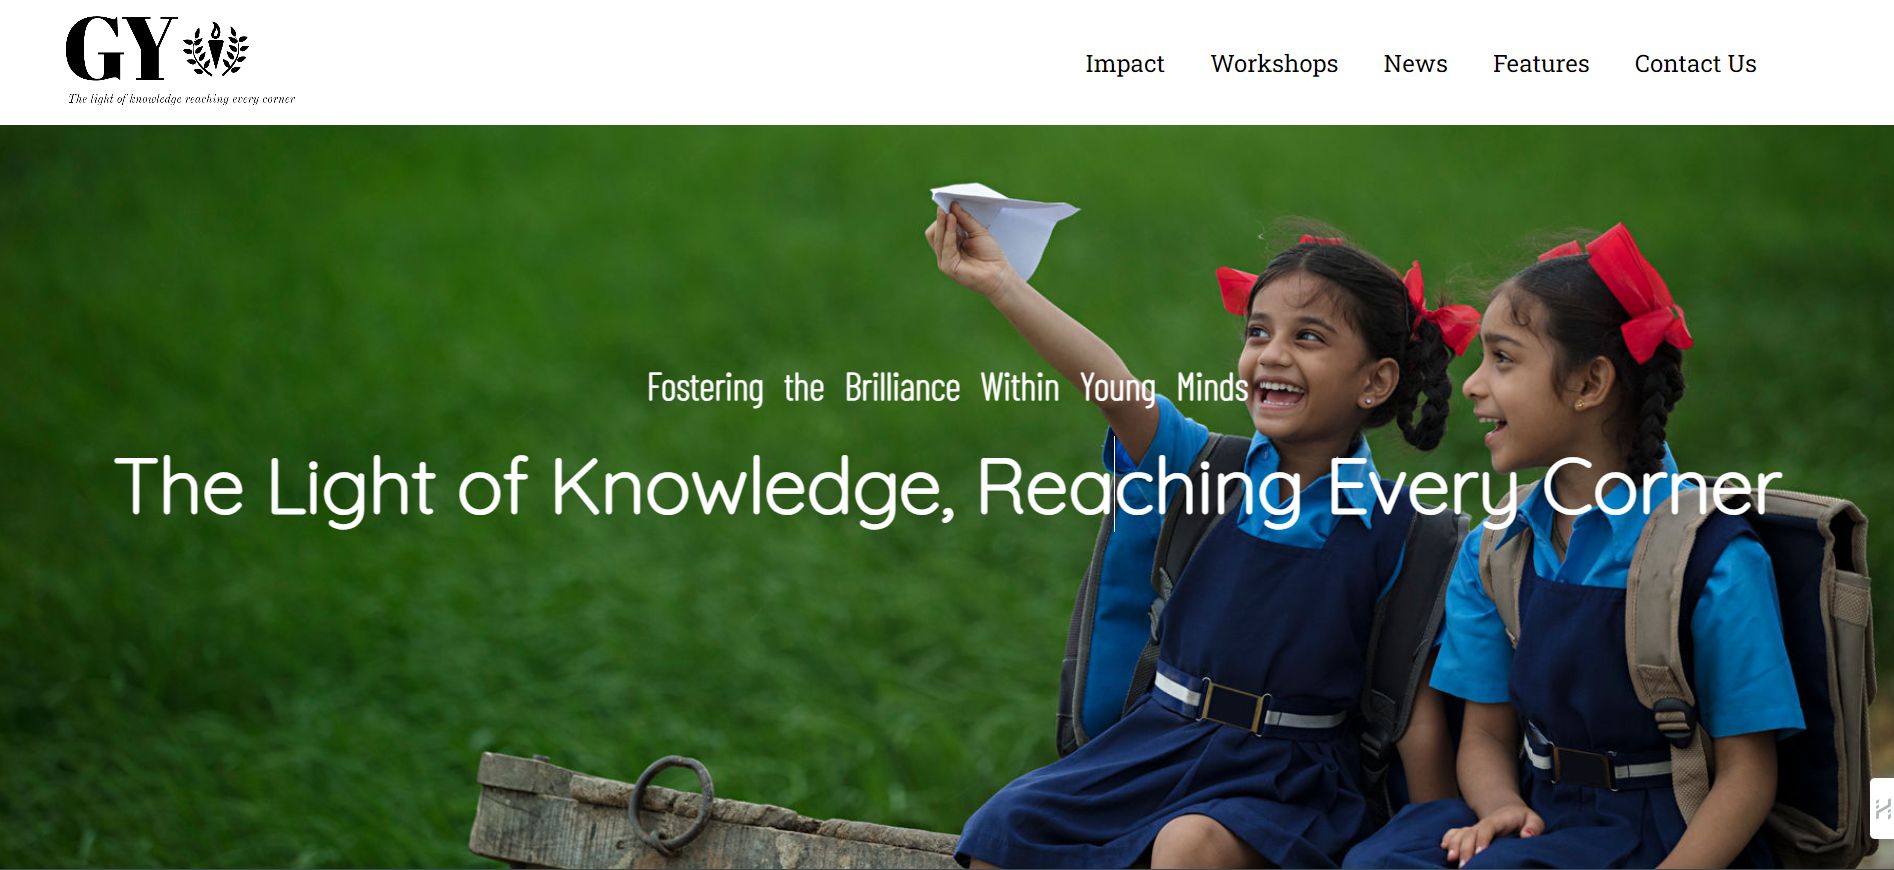 GY
The light of knowledge reaching every corner
Impact Workshops News Features Contact Us
Fostering the Brilliance Within Young Minds
The Light of Knowledge, Reaching Every Corner